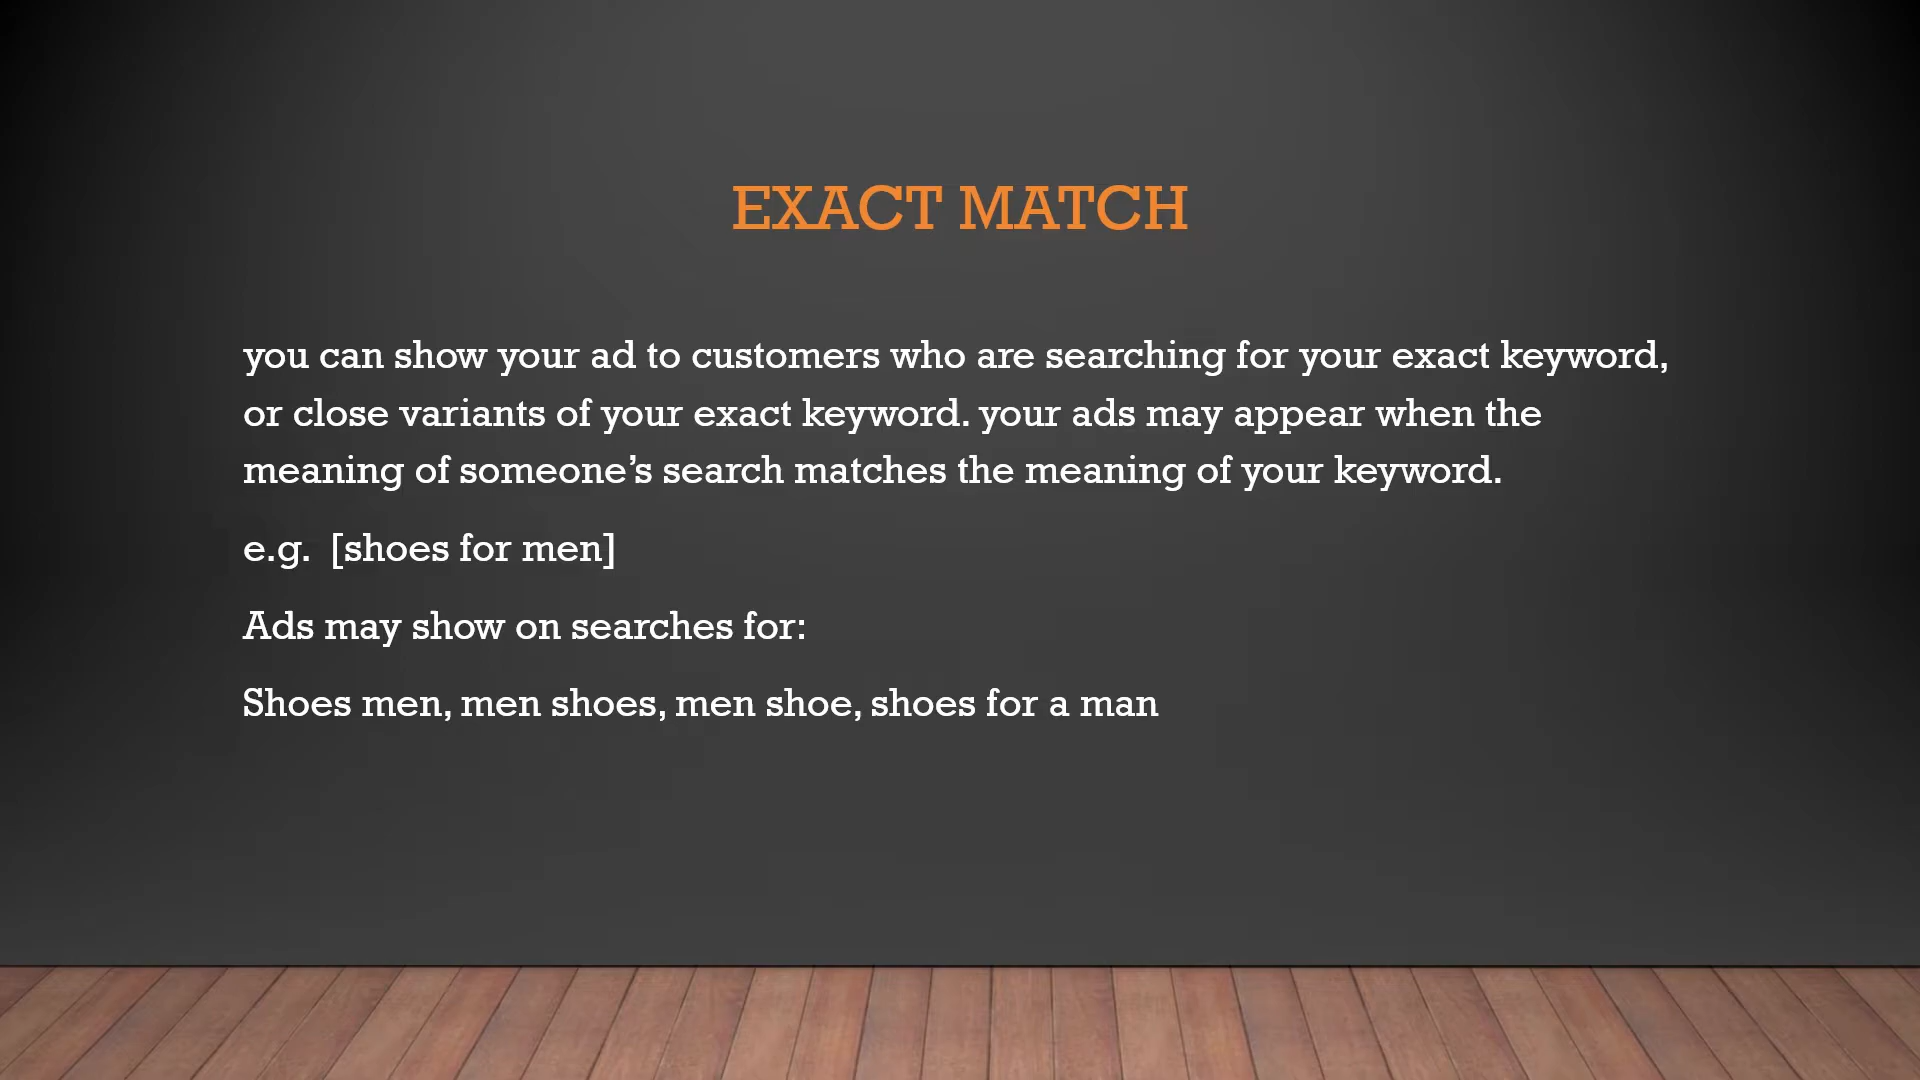 EXACT MATCH
you can show your ad to customers who are searching for your exact keyword,
or close variants of your exact keyword. your ads may appear when the
meaning of someone’s search matches the meaning of your keyword.
e.g.  [shoes for men]
Ads may show on searches for:
Shoes men, men shoes, men shoe, shoes for a man